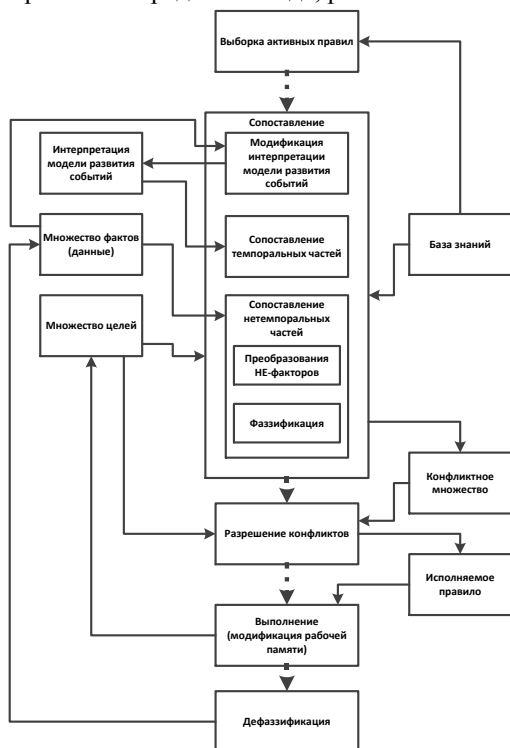 Выборка активных правил
Сопоставление
Модификация
интерпретации
модели развития
событий
Интерпретация
модели развития
событий
Множество фактов
(данные)
Сопоставление
темпоральных частей
База знаний
Множество целей
Сопоставление
нетемпоральных
частей
Преобразования
НЕ-факторов
Фаззификация
Конфликтное
множество
Разрешение конфликтов
Исполняемое
правило
Выполнение
(модификация рабочей
памяти)
Дефаззификация